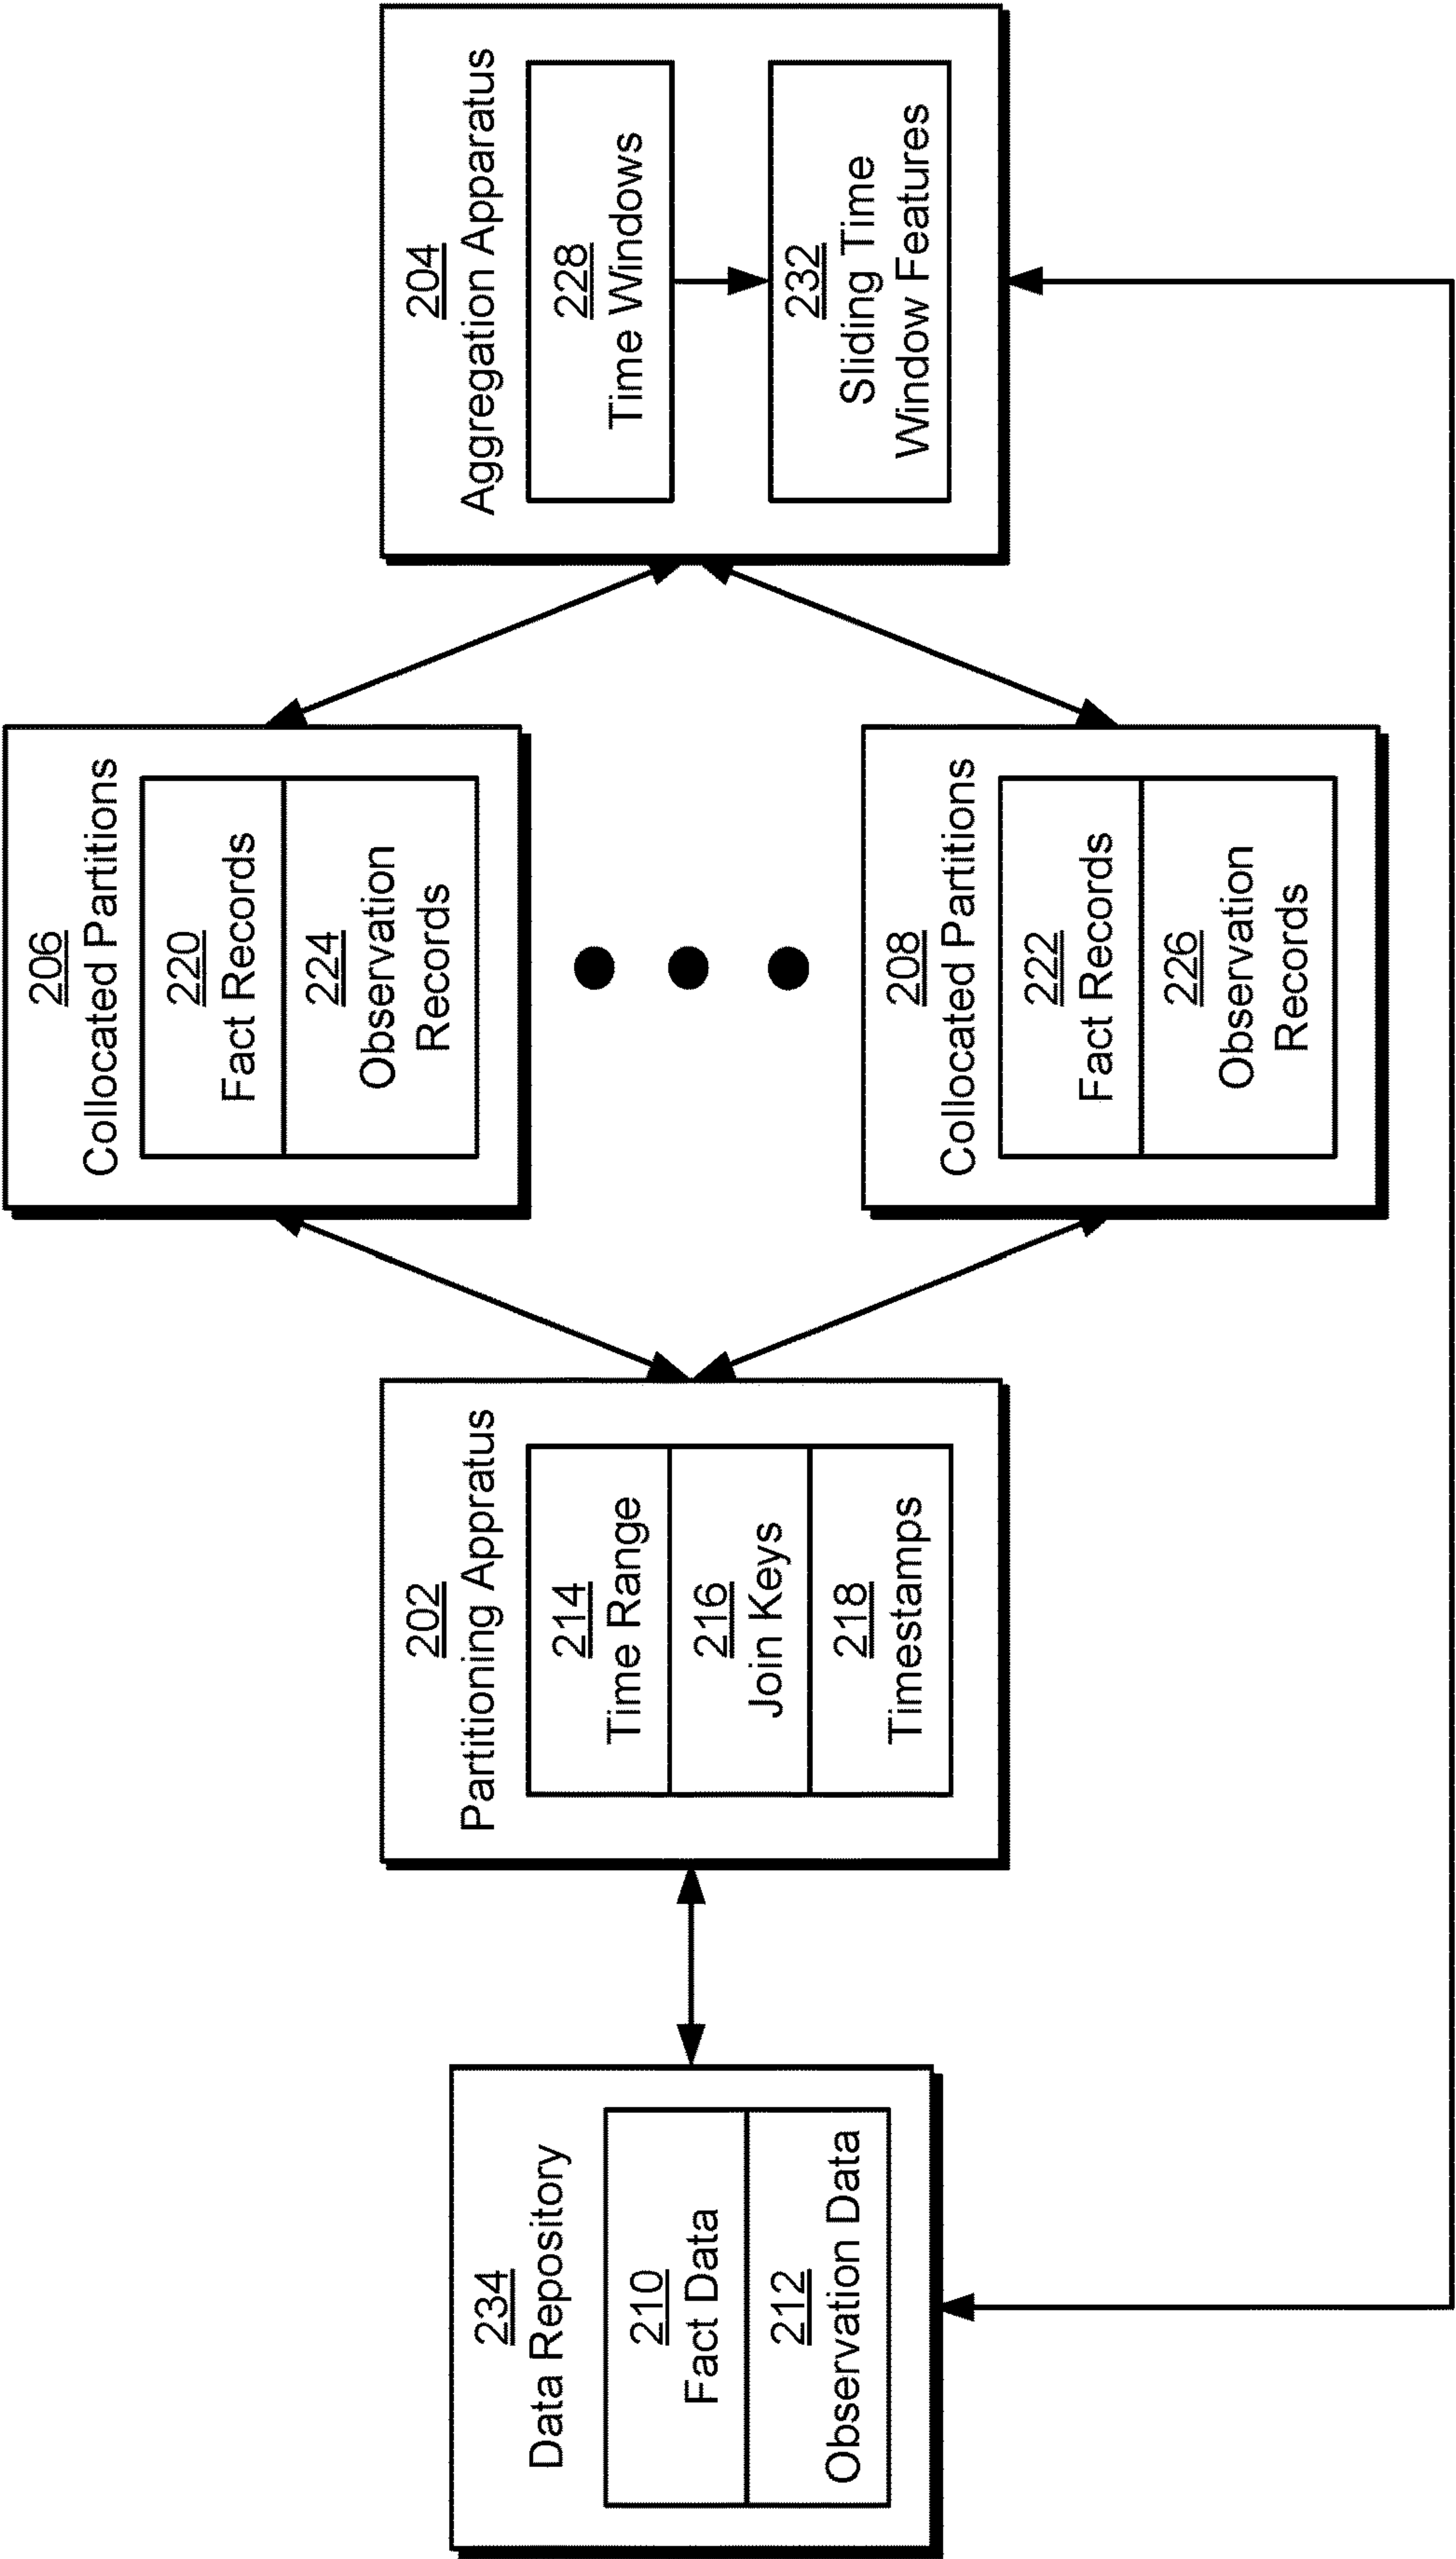 234
Data Repository
210
Fact Data
212
Observation Data
202
Partitioning Appratus
214
Time Range
216
Join Keys
218
Timestamps
206
Collocated Partitions
220
Fact Records
224
Observation
Records
208
Collocated Partitions
222
Fact Records
226
Observation
Records
204
Aggregation Apparatus
228
Time Windows
232
Sliding Time
Window Features